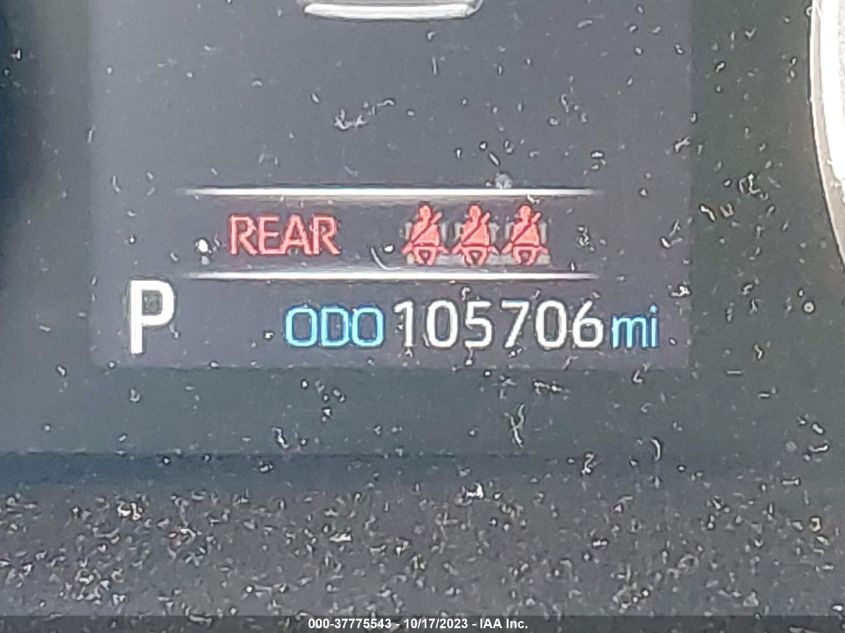 REAR
P ODO 105706 mi
000-37775543 - 10/17/2023 - IAA Inc.